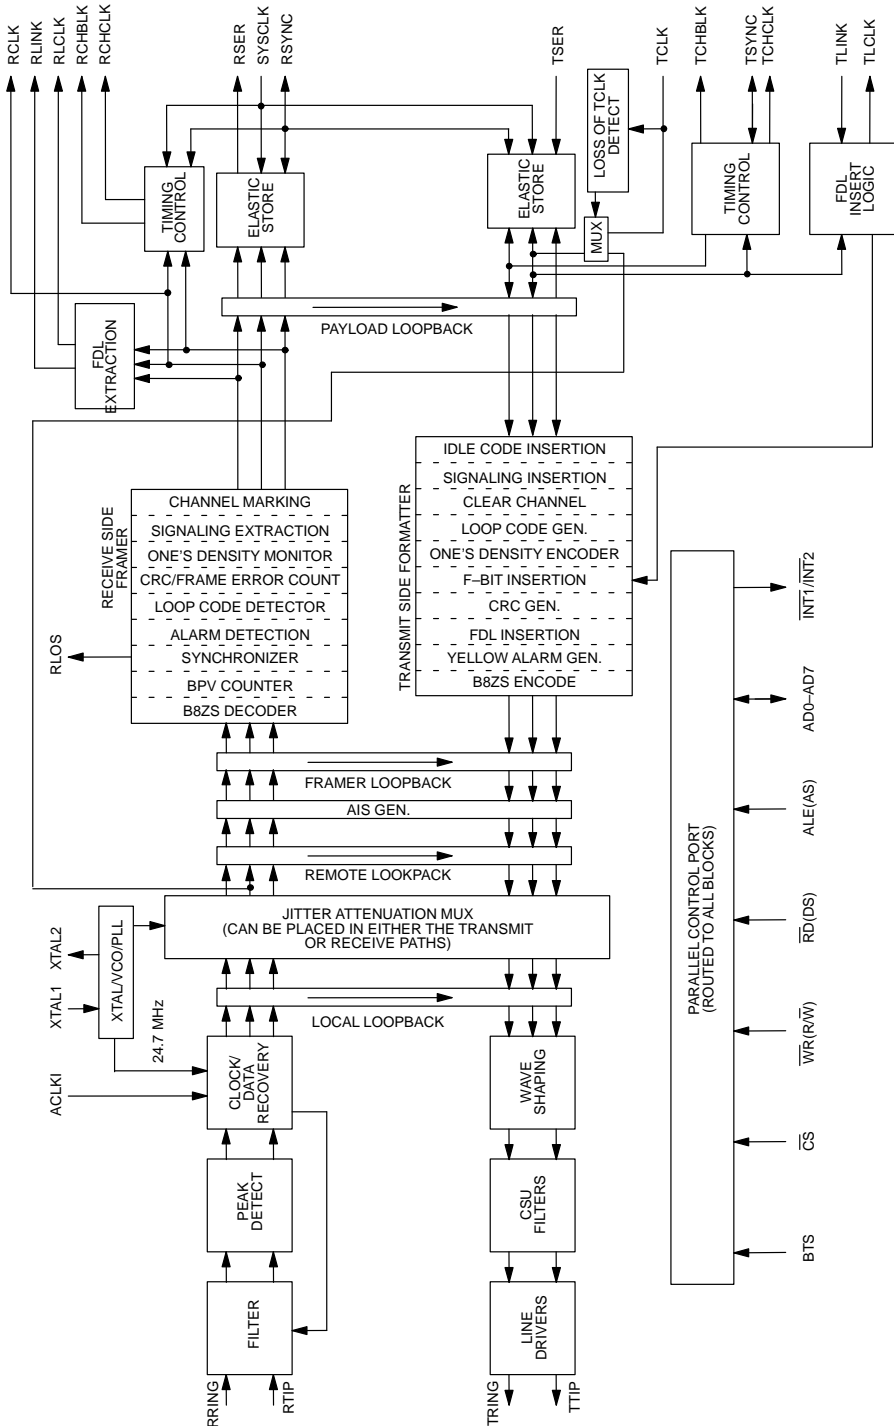 RCLK
RLINK
RLCLK
RCHBLK
RCHCLK
RSER
SYSCLK
RSYNC
TSER
TCLK
TCHBLK
TSYNC
TCHCLK
TLINK
TLCLK
TIMING
CONTROL
ELASTIC
STORE
ELASTIC
STORE
LOSS OF TCLK
DETECT
MUX
TIMING
CONTROL
FDL
INSERT
LOGIC
FDL
EXTRACTION
PAYLOAD LOOPBACK
RECEIVE SIDE
FRAMER
CHANNEL MARKING
SIGNALING EXTRACTION
ONE'S DENSITY MONITOR
CRC/FRAME ERROR COUNT
LOOP CODE DETECTOR
ALARM DETECTION
SYNCHRONIZER
BPV COUNTER
B8ZS DECODER
RLOS
TRANSMIT SIDE FORMATTER
IDLE CODE INSERTION
SIGNALING INSERTION
CLEAR CHANNEL
LOOP CODE GEN.
ONE'S DENSITY ENCODER
F–BIT INSERTION
CRC GEN.
FDL INSERTION
YELLOW ALARM GEN.
B8ZS ENCODE
FRAMER LOOPBACK
AIS GEN.
REMOTE LOOKPACK
JITTER ATTENUATION MUX
(CAN BE PLACED IN EITHER THE TRANSMIT
OR RECEIVE PATHS)
LOCAL LOOPBACK
XTAL2
XTAL1
XTAL/VCO/PLL
24.7 MHz
ACLKI
CLOCK/
DATA
RECOVERY
WAVE
SHAPING
PEAK
DETECT
CSU
FILTERS
FILTER
LINE
DRIVERS
RRING
RTIP
TRING
TTIP
PARALLEL CONTROL PORT
(ROUTED TO ALL BLOCKS)
INT1/INT2
AD0–AD7
ALE(AS)
RD(DS)
WR(R/W)
CS
BTS